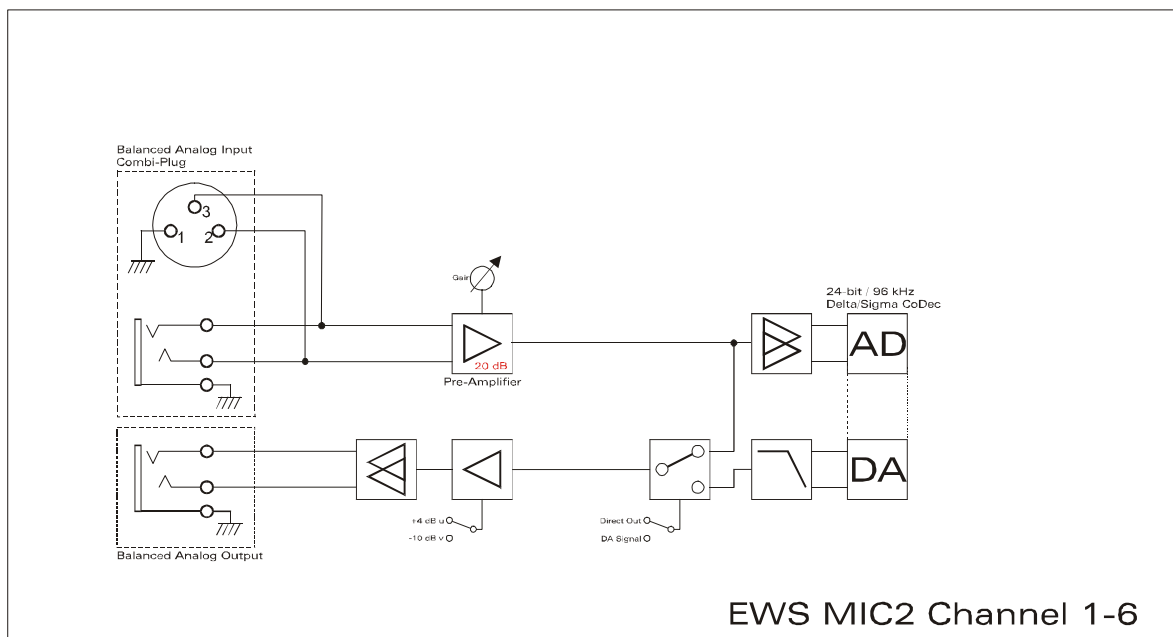 Balanced Analog Input
Combi-Plug
3
1 2
Gain
24-bit / 96 kHz
Delta/Sigma CoDec
AD
20 dB
Pre-Amplifier
DA
+4 dB u
-10 dB v
Direct Out
DA Signal
Balanced Analog Output
EWS MIC2 Channel 1-6